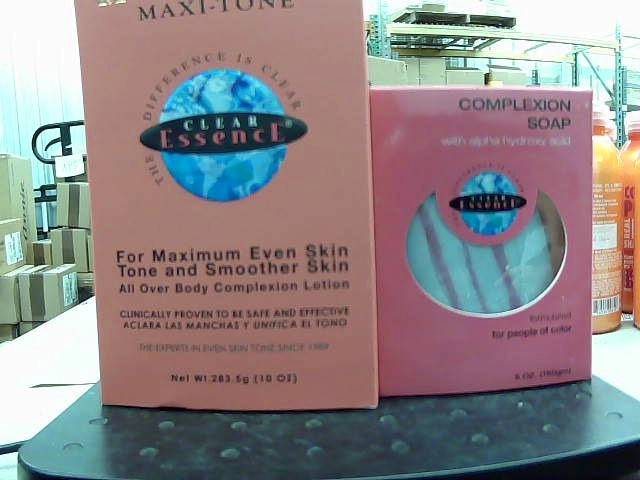 MAXI-TONE
THE DIFFERENCE IS CLEAR
CLEAR
EssencE®
For Maximum Even Skin
Tone and Smoother Skin
All Over Body Complexion Lotion
CLINICALLY PROVEN TO BE SAFE AND EFFECTIVE
ACLARA LAS MANCHAS Y UNIFICA EL TONO
THE EXPERTS IN EVEN SKIN TONE SINCE 1989
Net Wt.283.5g (10 OZ)
COMPLEXION
SOAP
with alpha hydroxy acid
CLEAR
EssencE
formulated
for people of color